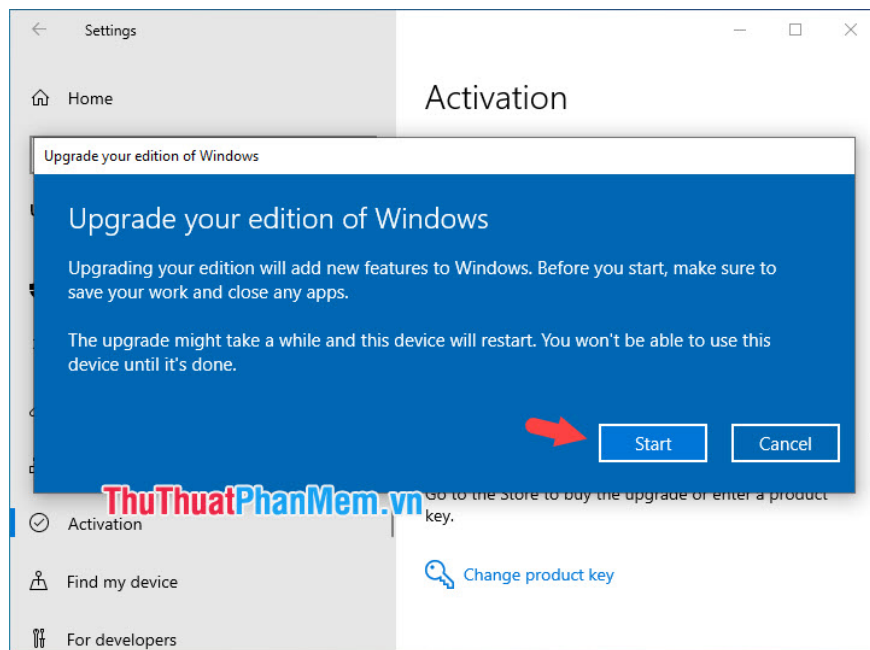 Settings
Home
Activation
Upgrade your edition of Windows
Upgrade your edition of Windows
Upgrading your edition will add new features to Windows. Before you start, make sure to
save your work and close any apps.
The upgrade might take a while and this device will restart. You won't be able to use this
device until it's done.
Start
Cancel
ThuThuatPhanMem.vn
Go to the Store to buy the upgrade or enter a product
key.
Activation
Change product key
Find my device
For developers